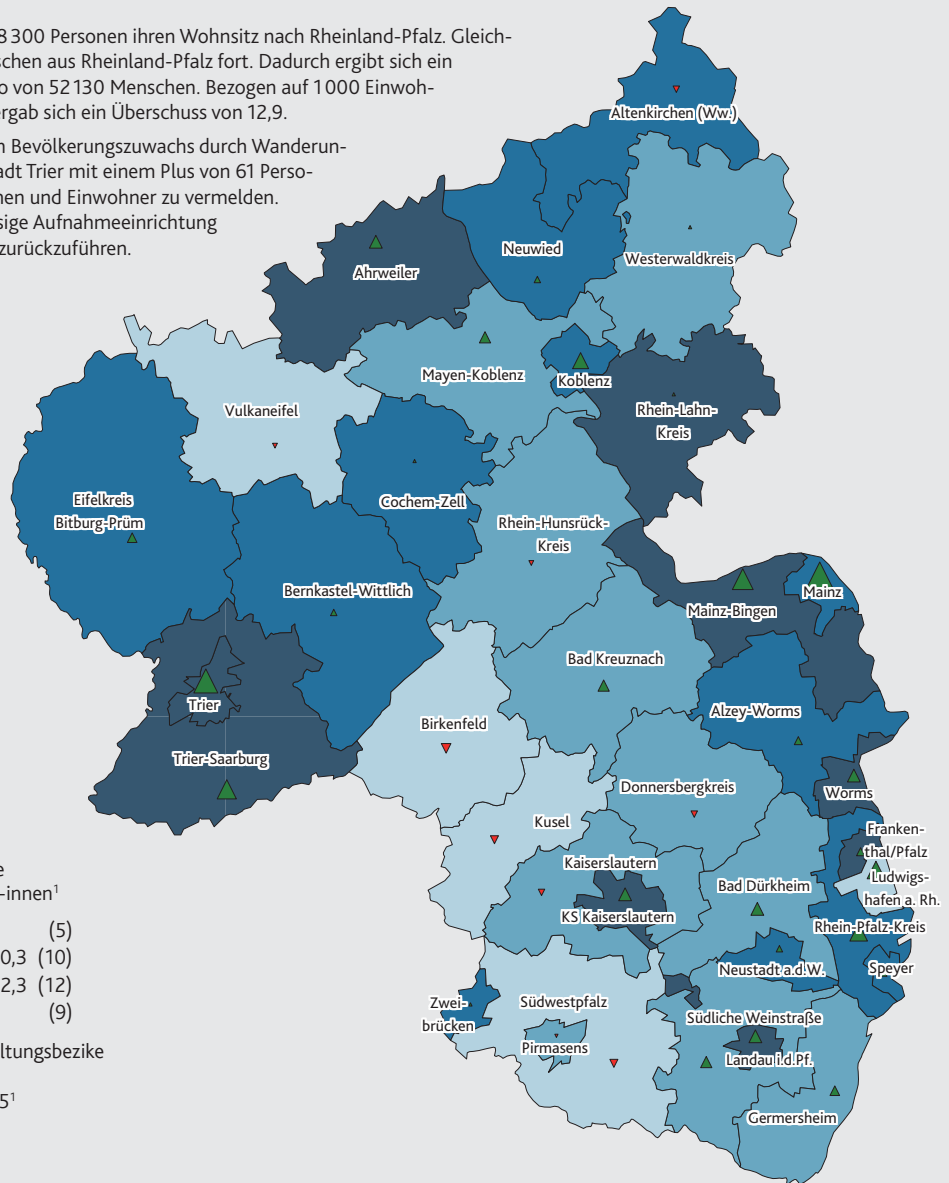 8 300 Personen ihren Wohnsitz nach Rheinland-Pfalz. Gleich-
schen aus Rheinland-Pfalz fort. Dadurch ergibt sich ein
o von 52 130 Menschen. Bezogen auf 1 000 Einwoh-
ergab sich ein Überschuss von 12,9.
n Bevölkerungszuwachs durch Wanderun-
adt Trier mit einem Plus von 61 Perso-
nen und Einwohner zu vermelden.
sige Aufnahmeeinrichtung
zurückzuführen.
Altenkirchen (Ww.)
Neuwied
Westerwaldkreis
Ahrweiler
Mayen-Koblenz
Koblenz
Vulkaneifel
Rhein-Lahn-
Kreis
Eifelkreis
Bitburg-Prüm
Cochem-Zell
Rhein-Hunsrück-
Kreis
Bernkastel-Wittlich
Mainz-Bingen
Mainz
Bad Kreuznach
Trier
Birkenfeld
Alzey-Worms
Trier-Saarburg
Donnersbergkreis
Worms
Kusel
Franken-
thal/Pfalz
Kaiserslautern
Ludwigs-
hafen a. Rh.
Bad Dürkheim
KS Kaiserslautern
Rhein-Pfalz-Kreis
Neustadt a.d.W.
Speyer
Zwei-
brücken
Südwestpfalz
Südliche Weinstraße
Pirmasens
Landau i.d.Pf.
Germersheim
e
-innen¹
(5)
0,3 (10)
2,3 (12)
(9)
ltungsbezike
5¹